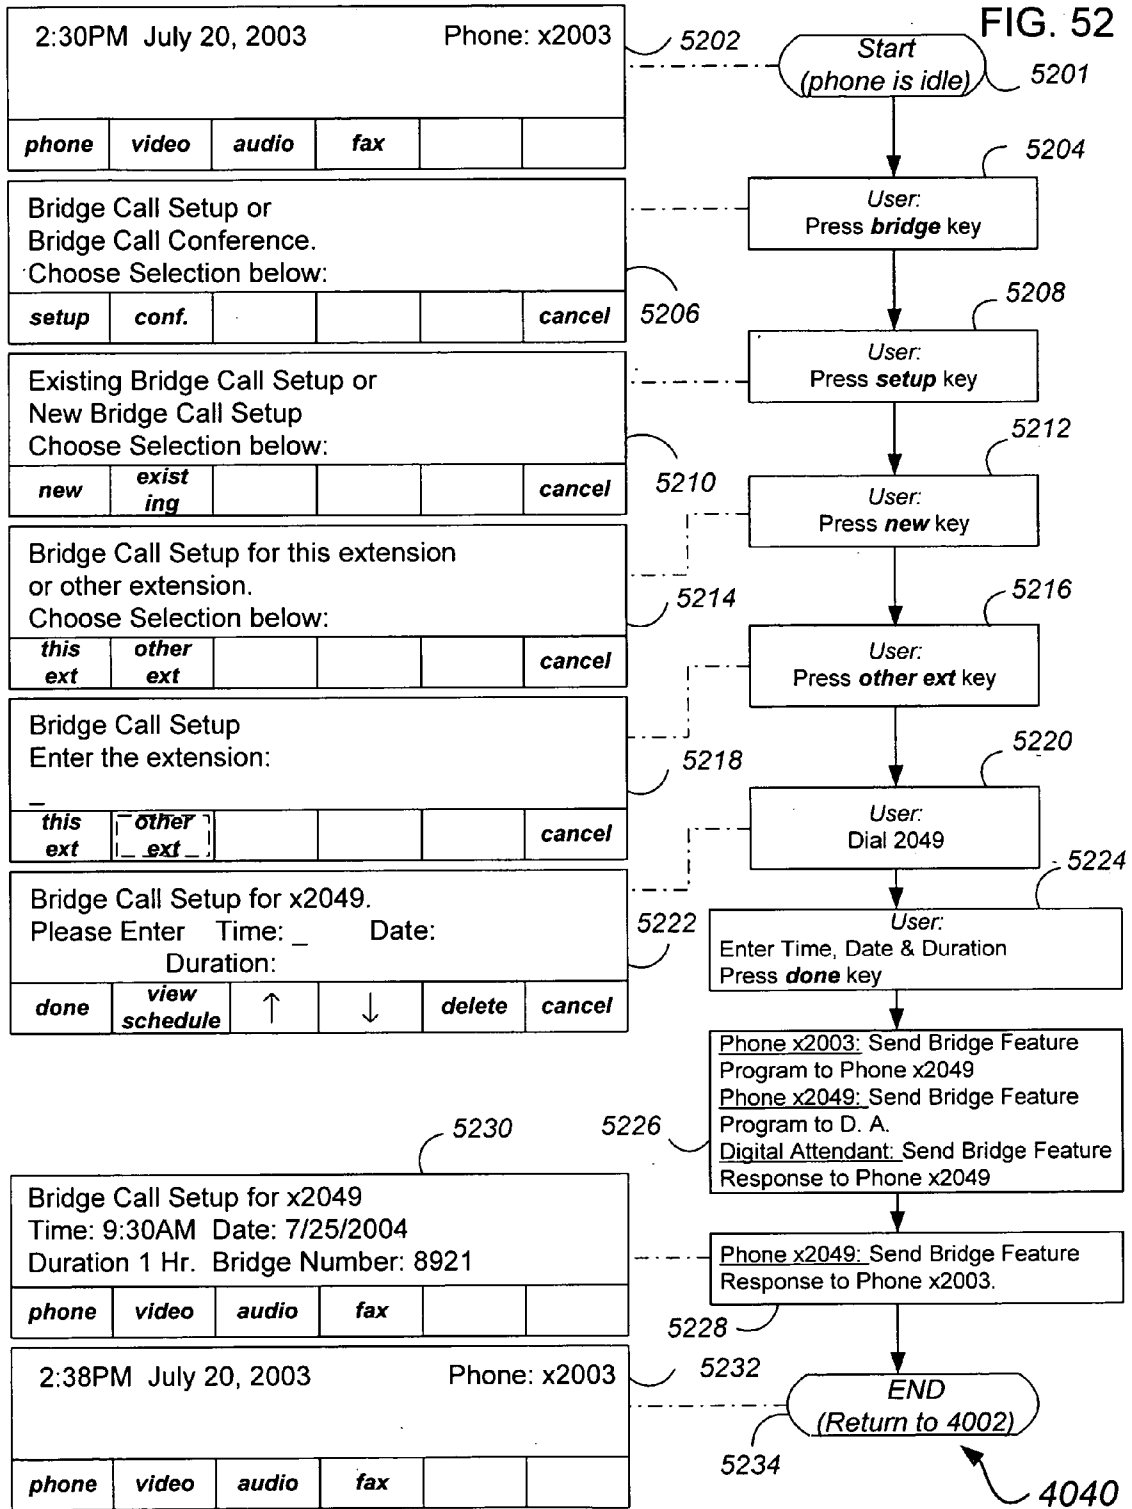 FIG. 52
2:30PM July 20, 2003 Phone: x2003
5202
phone video audio fax
Start
(phone is idle)
5201
Bridge Call Setup or
Bridge Call Conference.
Choose Selection below:
setup conf. cancel
5206
5204
User:
Press bridge key
Existing Bridge Call Setup or
New Bridge Call Setup
Choose Selection below:
new exist
ing cancel
5210
5208
User:
Press setup key
Bridge Call Setup for this extension
or other extension.
Choose Selection below:
this
ext other
ext cancel
5214
5212
User:
Press new key
Bridge Call Setup
Enter the extension:
_
this
ext other
ext cancel
5218
5216
User:
Press other ext key
Bridge Call Setup for x2049.
Please Enter Time: _ Date:
Duration:
done view
schedule ↑ ↓ delete cancel
5222
5220
User:
Dial 2049
5224
User:
Enter Time, Date & Duration
Press done key
5226
Phone x2003: Send Bridge Feature
Program to Phone x2049
Phone x2049: Send Bridge Feature
Program to D. A.
Digital Attendant: Send Bridge Feature
Response to Phone x2049
5230
Bridge Call Setup for x2049
Time: 9:30AM Date: 7/25/2004
Duration 1 Hr. Bridge Number: 8921
phone video audio fax
Phone x2049: Send Bridge Feature
Response to Phone x2003.
5228
2:38PM July 20, 2003 Phone: x2003
5232
phone video audio fax
END
(Return to 4002)
5234
4040